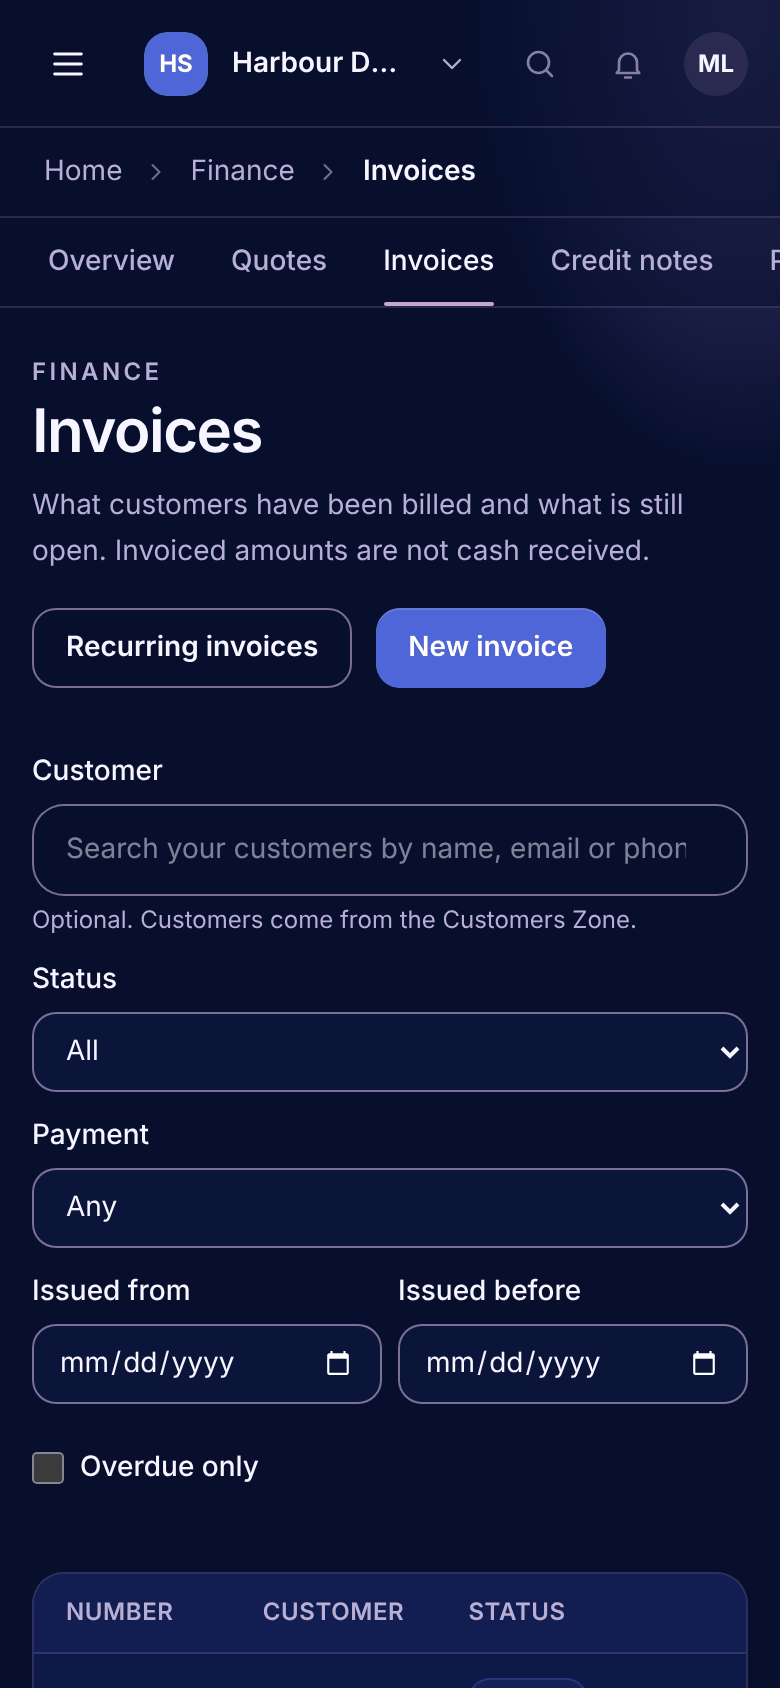 HS Harbour D... ML
Home > Finance > Invoices
Overview Quotes Invoices Credit notes
FINANCE
Invoices
What customers have been billed and what is still
open. Invoiced amounts are not cash received.
Recurring invoices New invoice
Customer
Search your customers by name, email or phon
Optional. Customers come from the Customers Zone.
Status
All
Payment
Any
Issued from Issued before
mm/dd/yyyy mm/dd/yyyy
Overdue only
NUMBER CUSTOMER STATUS